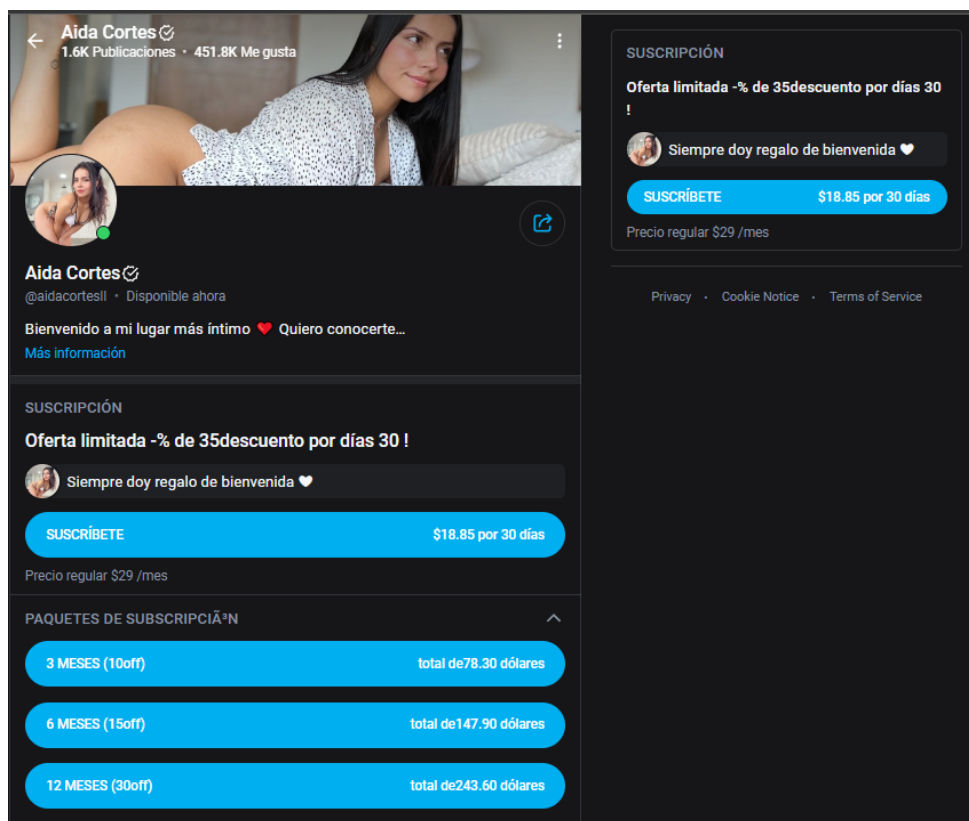 Aida Cortes
1.6K Publicaciones · 451.8K Me gusta
Aida Cortes
@aidacortesll · Disponible ahora
Bienvenido a mi lugar más íntimo ❤️ Quiero conocerte...
Más información
SUSCRIPCIÓN
Oferta limitada -% de 35descuento por días 30 !
Siempre doy regalo de bienvenida 🤍
SUSCRÍBETE $18.85 por 30 días
Precio regular $29 /mes
PAQUETES DE SUBSCRIPCIÃ³N
3 MESES (10off) total de78.30 dólares
6 MESES (15off) total de147.90 dólares
12 MESES (30off) total de243.60 dólares
SUSCRIPCIÓN
Oferta limitada -% de 35descuento por días 30
!
Siempre doy regalo de bienvenida 🤍
SUSCRÍBETE $18.85 por 30 días
Precio regular $29 /mes
Privacy · Cookie Notice · Terms of Service